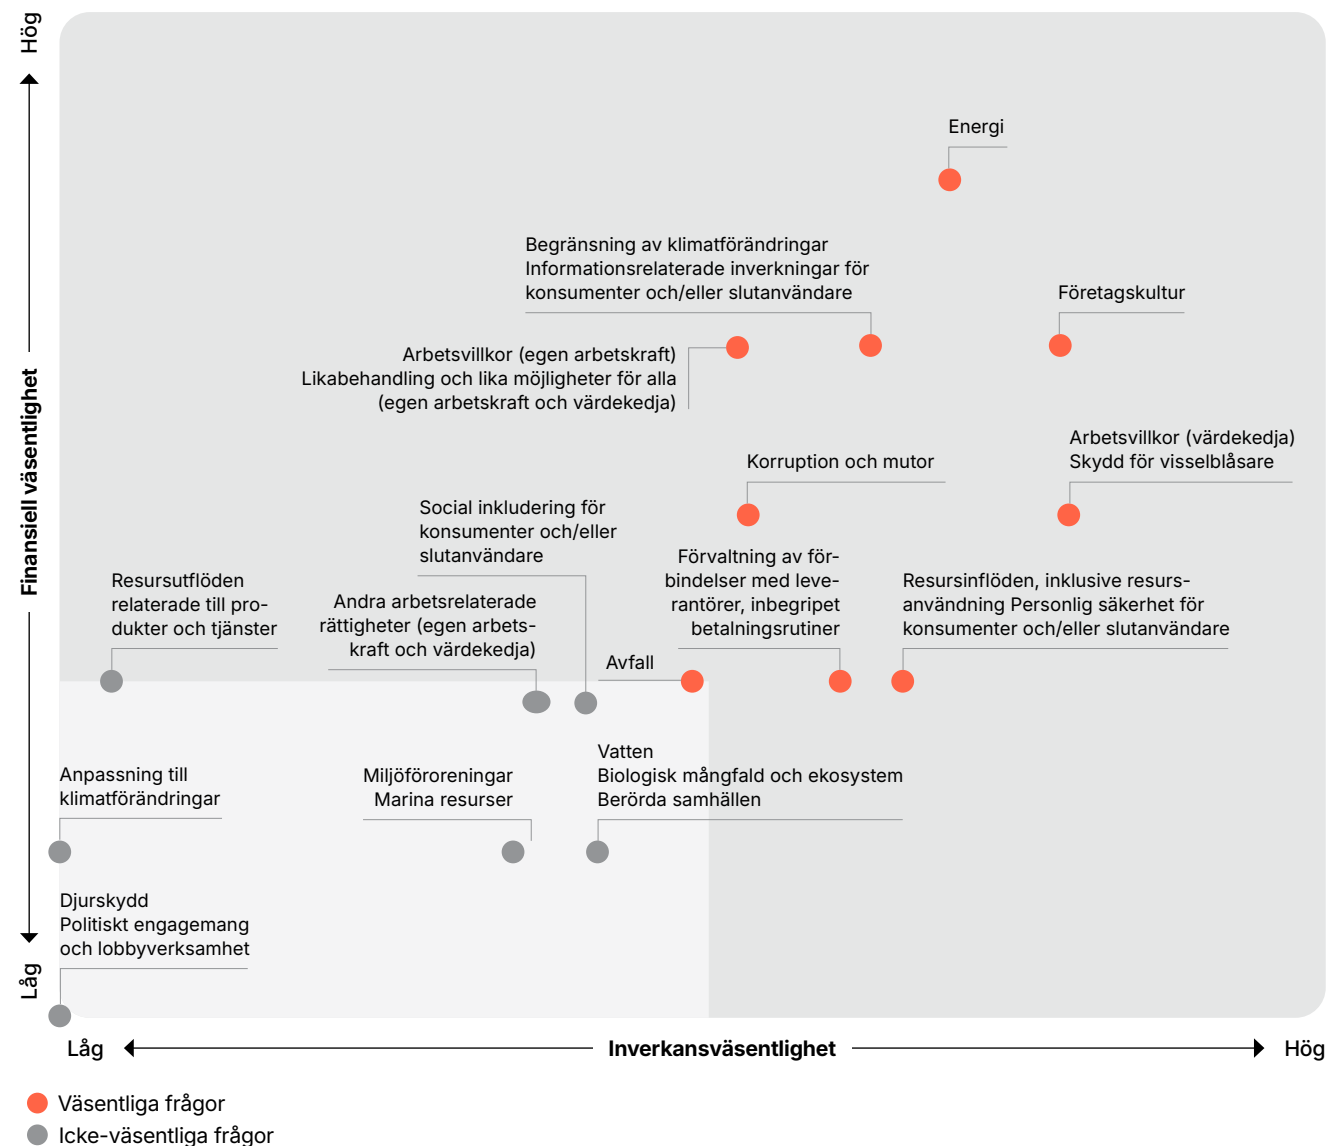 Hög
Energi
Begränsning av klimatförändringar
Informationsrelaterade inverkningar för
konsumenter och/eller slutanvändare
Företagskultur
Arbetsvillkor (egen arbetskraft)
Likabehandling och lika möjligheter för alla
(egen arbetskraft och värdekedja)
Finansiell väsentlighet
Arbetsvillkor (värdekedja)
Skydd för visselblåsare
Korruption och mutor
Social inkludering för
konsumenter och/eller
slutanvändare
Förvaltning av för-
bindelser med leve-
rantörer, inbegripet
betalningsrutiner
Resursutflöden
relaterade till pro-
dukter och tjänster
Andra arbetsrelaterade
rättigheter (egen arbets-
kraft och värdekedja)
Resursinflöden, inklusive resurs-
användning Personlig säkerhet för
konsumenter och/eller slutanvändare
Avfall
Anpassning till
klimatförändringar
Miljöföroreningar
Marina resurser
Vatten
Biologisk mångfald och ekosystem
Berörda samhällen
Djurskydd
Politiskt engagemang
och lobbyverksamhet
Låg
Låg
Inverkansväsentlighet
Hög
Väsentliga frågor
Icke-väsentliga frågor